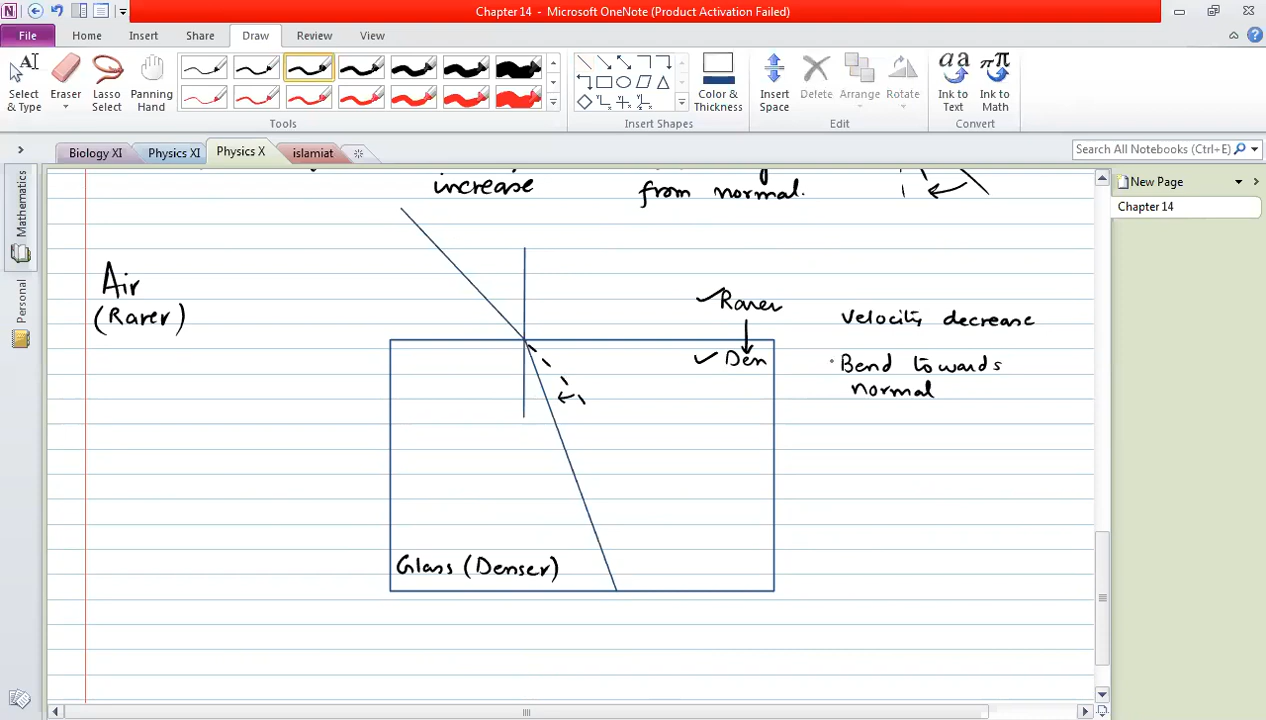 Chapter 14 - Microsoft OneNote (Product Activation Failed)
File Home Insert Share Draw Review View
Select & Type
Eraser
Lasso Select
Panning Hand
Color & Thickness
Insert Space
Delete
Arrange
Rotate
Ink to Text
Ink to Math
Tools
Insert Shapes
Edit
Convert
Biology XI
Physics XI
Physics X
islamiat
Search All Notebooks (Ctrl+E)
Mathematics
Personal
New Page
Chapter 14
increase
from normal.
Air
(Rarer)
Rarer
Den
Velocity decrease
Bend towards
normal
Glass (Denser)